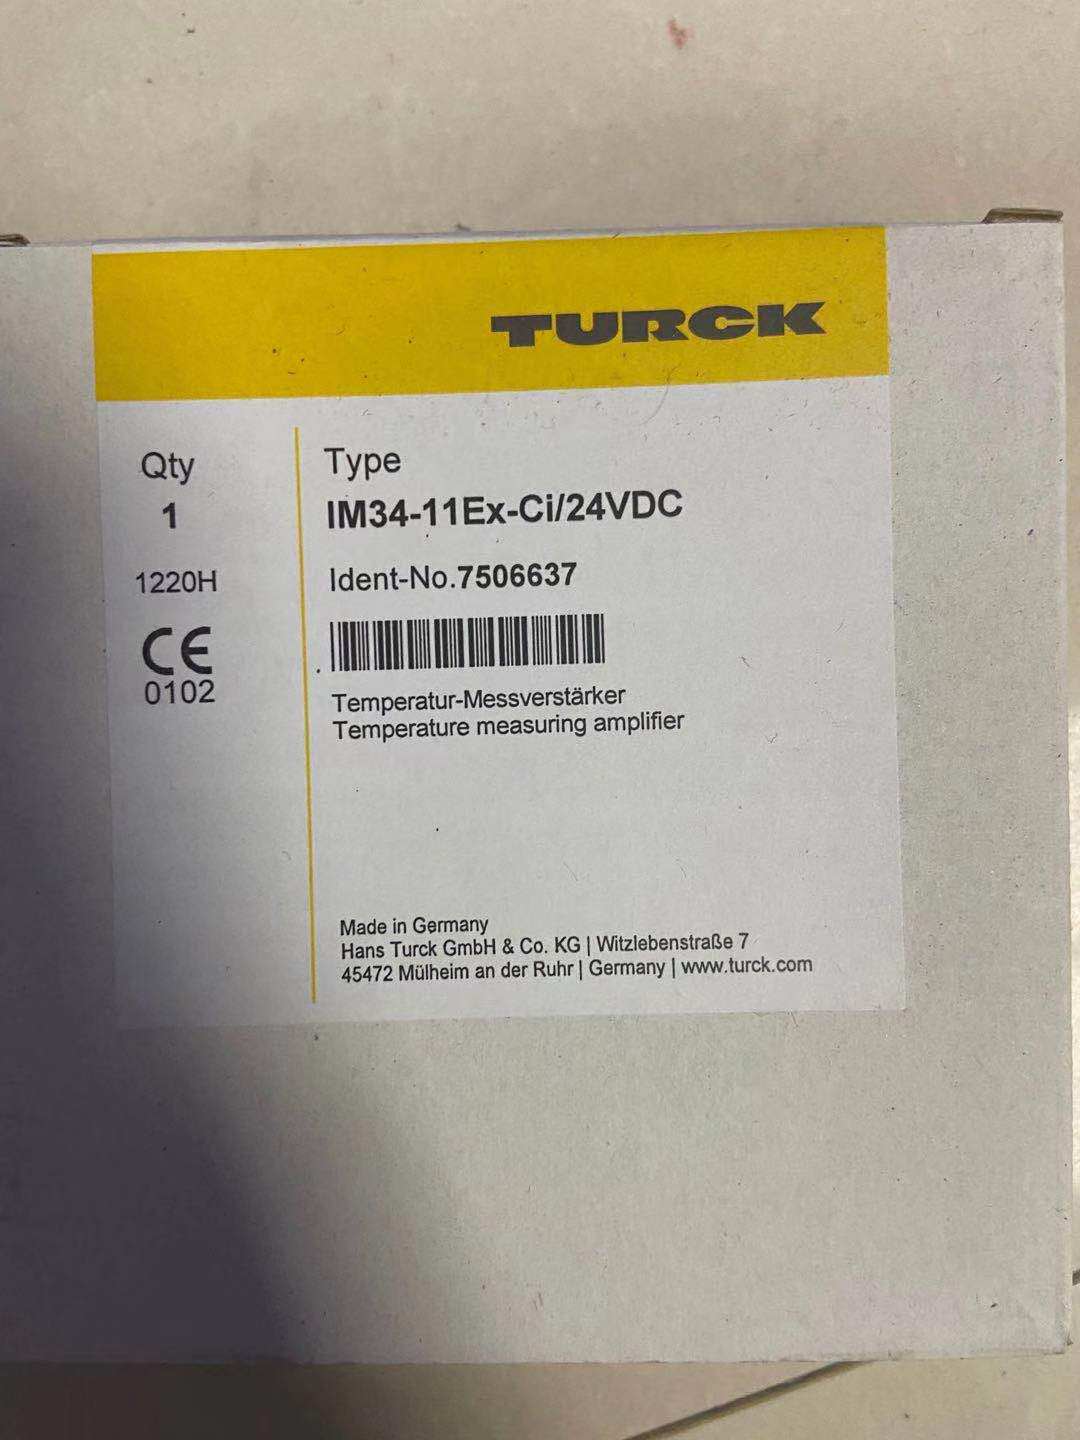 TURCK
Qty
1
1220H
CE
0102
Type
IM34-11Ex-Ci/24VDC
Ident-No.7506637
Temperatur-Messverstärker
Temperature measuring amplifier
Made in Germany
Hans Turck GmbH & Co. KG | Witzlebenstraße 7
45472 Mülheim an der Ruhr | Germany | www.turck.com